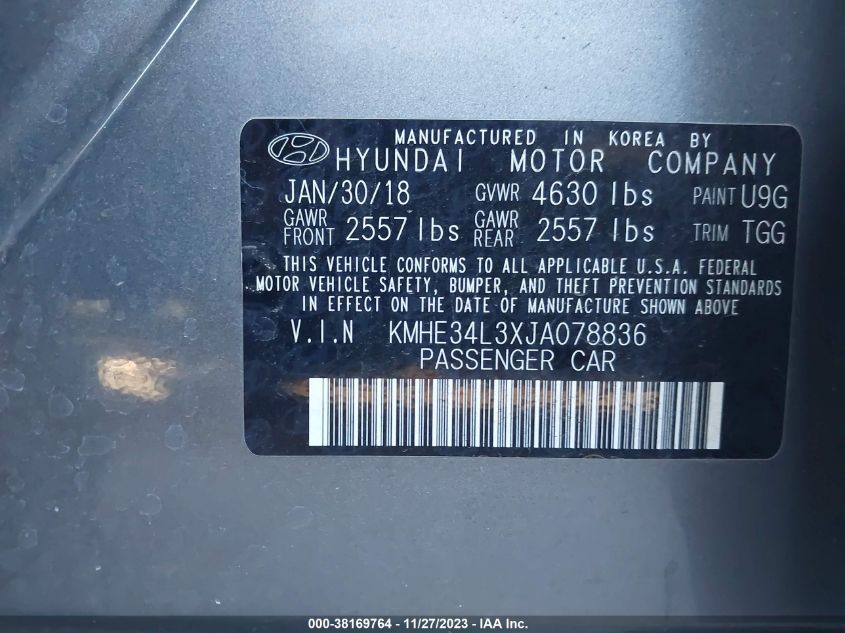 MANUFACTURED IN KOREA BY
HYUNDAI MOTOR COMPANY
JAN/30/18 GVWR 4630 lbs PAINT U9G
GAWR FRONT 2557 lbs GAWR REAR 2557 lbs TRIM TGG
THIS VEHICLE CONFORMS TO ALL APPLICABLE U.S.A. FEDERAL
MOTOR VEHICLE SAFETY, BUMPER, AND THEFT PREVENTION STANDARDS
IN EFFECT ON THE DATE OF MANUFACTURE SHOWN ABOVE
V.I.N KMHE34L3XJA078836
PASSENGER CAR
000-38169764 - 11/27/2023 - IAA Inc.